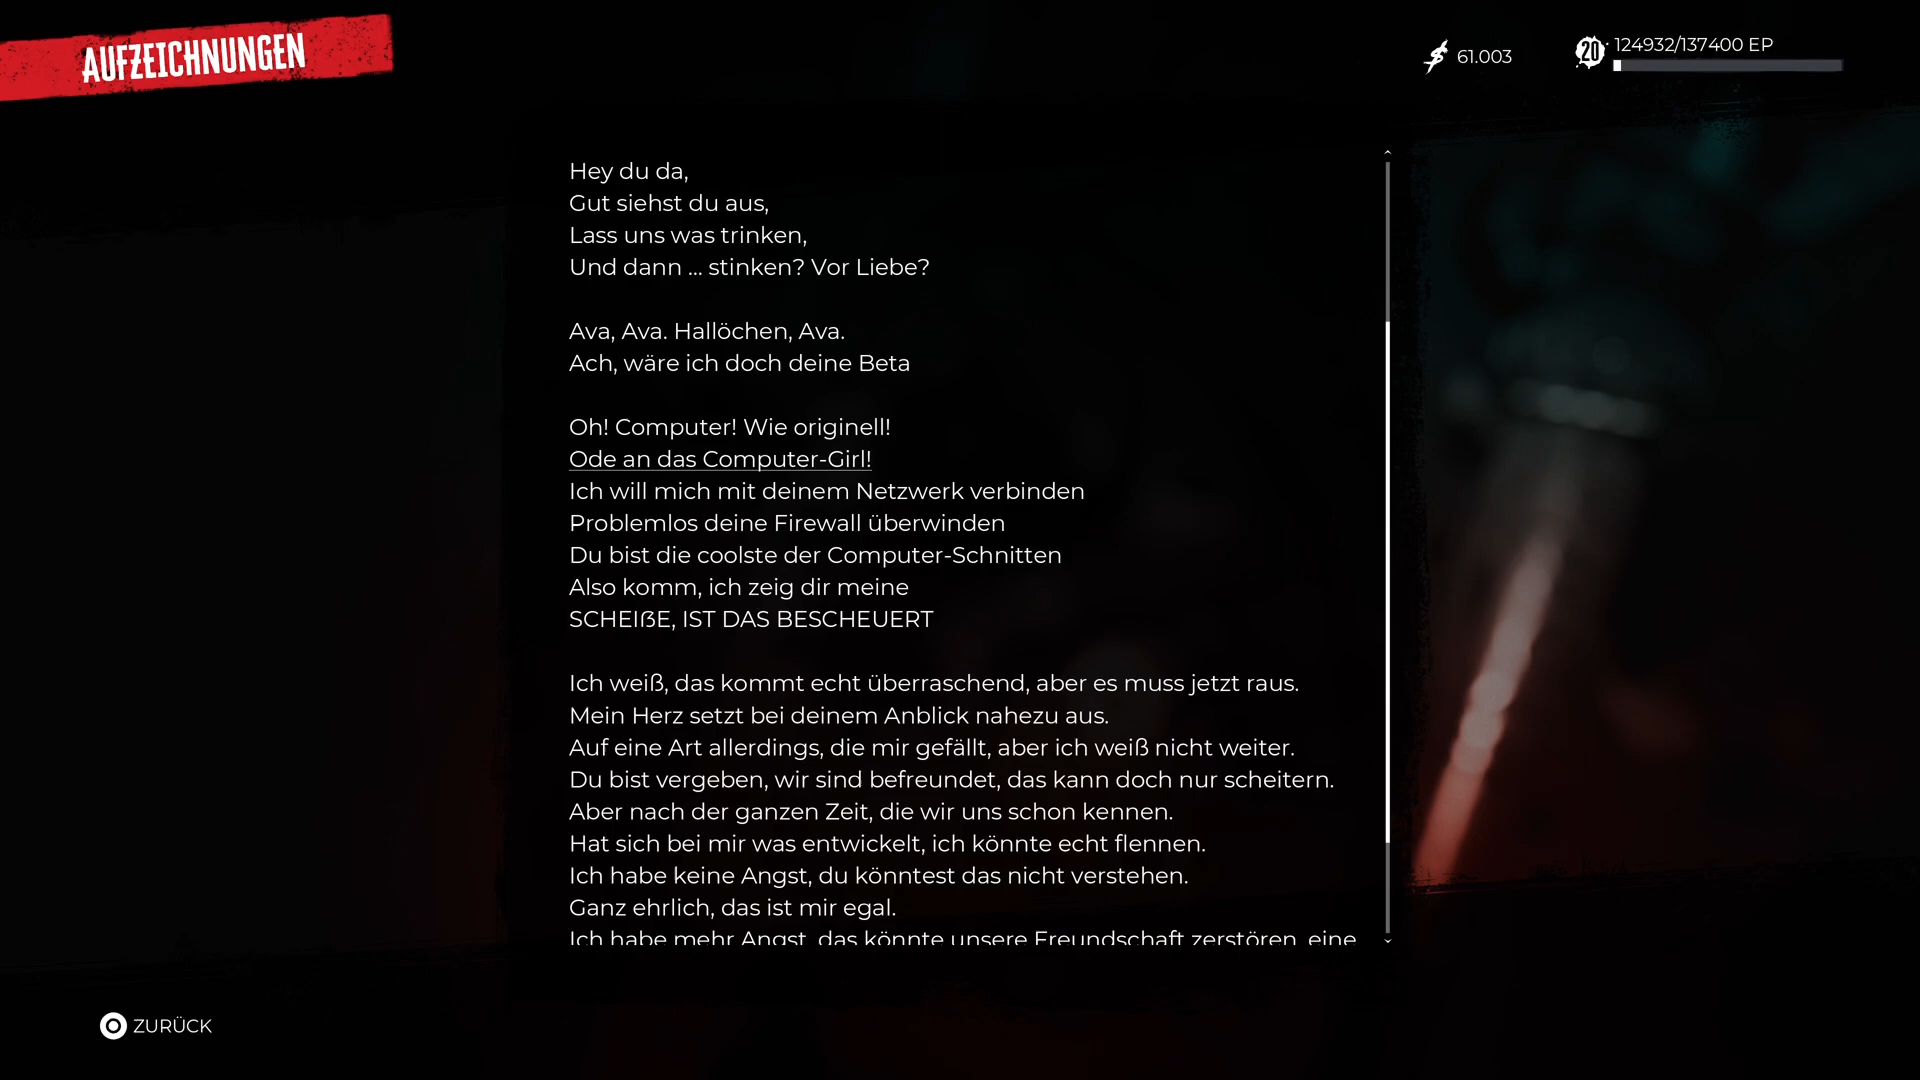 AUFZEICHNUNGEN
61.003
20
124932/137400 EP
Hey du da,
Gut siehst du aus,
Lass uns was trinken,
Und dann ... stinken? Vor Liebe?
Ava, Ava. Hallöchen, Ava.
Ach, wäre ich doch deine Beta
Oh! Computer! Wie originell!
Ode an das Computer-Girl!
Ich will mich mit deinem Netzwerk verbinden
Problemlos deine Firewall überwinden
Du bist die coolste der Computer-Schnitten
Also komm, ich zeig dir meine
SCHEIßE, IST DAS BESCHEUERT
Ich weiß, das kommt echt überraschend, aber es muss jetzt raus.
Mein Herz setzt bei deinem Anblick nahezu aus.
Auf eine Art allerdings, die mir gefällt, aber ich weiß nicht weiter.
Du bist vergeben, wir sind befreundet, das kann doch nur scheitern.
Aber nach der ganzen Zeit, die wir uns schon kennen.
Hat sich bei mir was entwickelt, ich könnte echt flennen.
Ich habe keine Angst, du könntest das nicht verstehen.
Ganz ehrlich, das ist mir egal.
Ich habe mehr Angst, das könnte unsere Freundschaft zerstören, eine
ZURÜCK